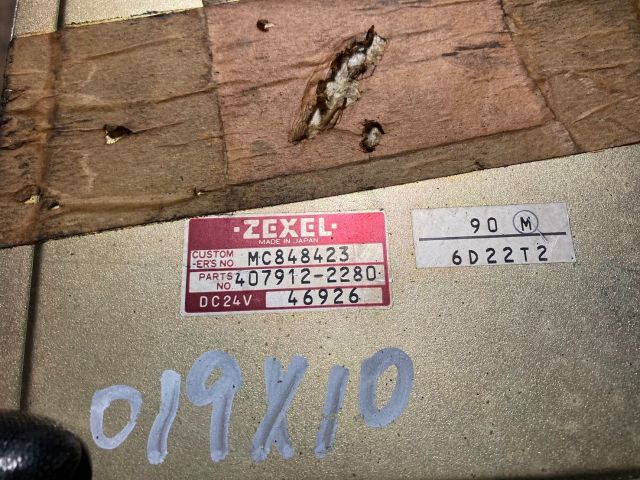 ·ZEXEL·
MADE IN JAPAN
CUSTOM
-ER'S NO. MC848423
PARTS
NO. 407912-2280
DC24V 46926
90 M
6D22T2
019X10